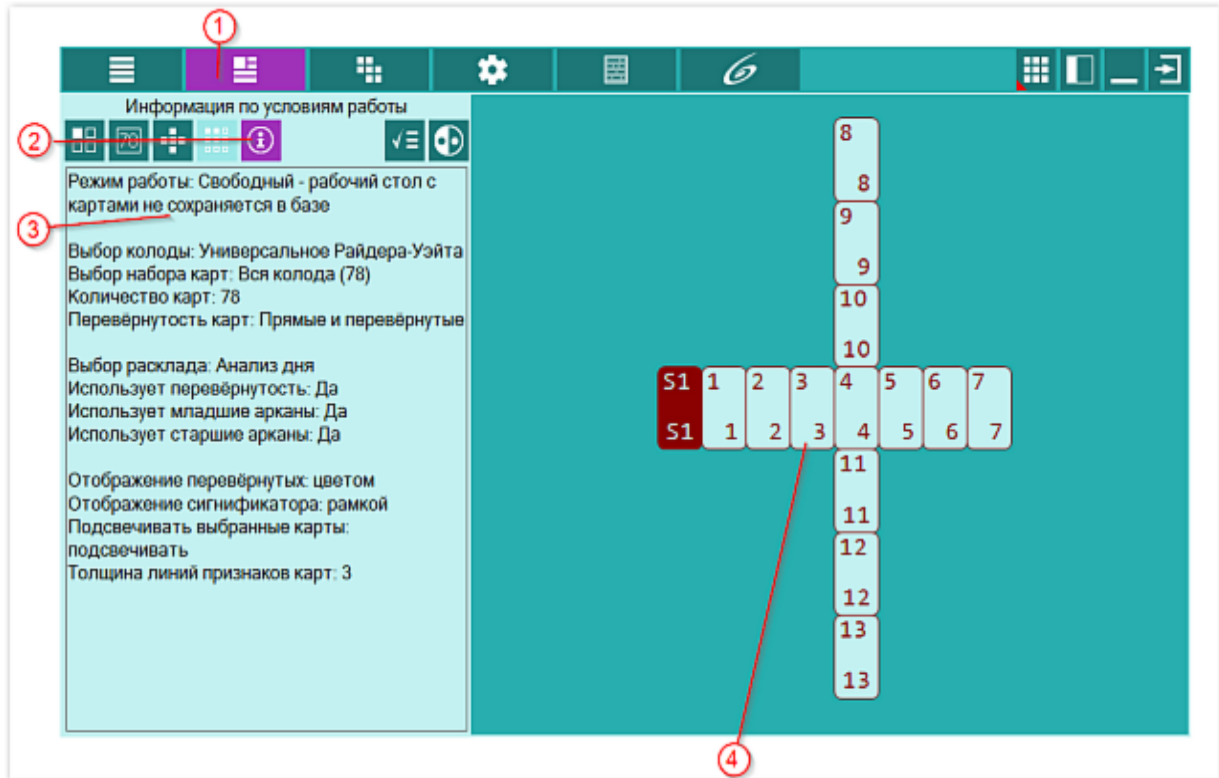 1
Информация по условиям работы
2
78
3
Режим работы: Свободный - рабочий стол с
картами не сохраняется в базе
Выбор колоды: Универсальное Райдера-Уэйта
Выбор набора карт: Вся колода (78)
Количество карт: 78
Перевёрнутость карт: Прямые и перевёрнутые
Выбор расклада: Анализ дня
Использует перевёрнутость: Да
Использует младшие арканы: Да
Использует старшие арканы: Да
Отображение перевёрнутых: цветом
Отображение сигнификатора: рамкой
Подсвечивать выбранные карты:
подсвечивать
Толщина линий признаков карт: 3
8
8
9
9
10
10
S1 1 2 3 4 5 6 7
S1 1 2 3 4 5 6 7
11
11
12
12
13
13
4